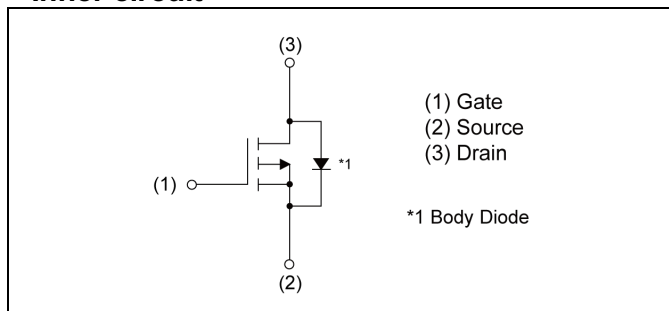 (3)
(1) Gate
(2) Source
(3) Drain
*1
(1)
*1 Body Diode
(2)